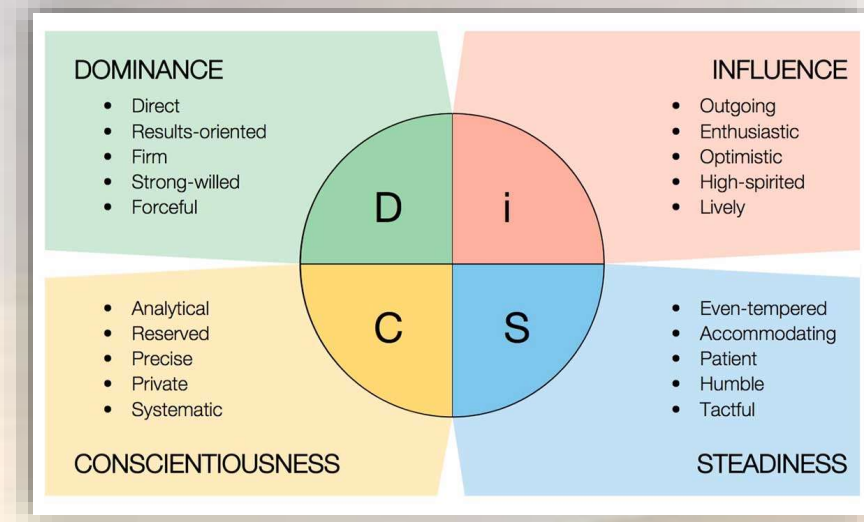 DOMINANCE
• Direct
• Results-oriented
• Firm
• Strong-willed
• Forceful
INFLUENCE
• Outgoing
• Enthusiastic
• Optimistic
• High-spirited
• Lively
D
i
C
S
• Analytical
• Reserved
• Precise
• Private
• Systematic
CONSCIENTIOUSNESS
• Even-tempered
• Accommodating
• Patient
• Humble
• Tactful
STEADINESS